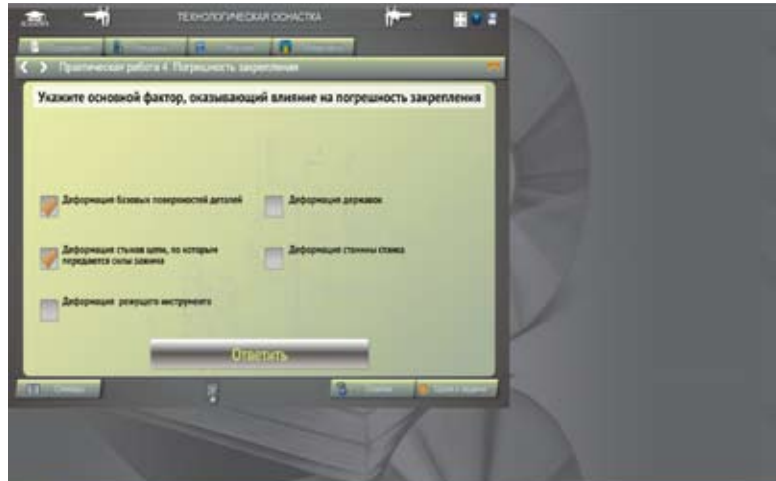 ТЕХНОЛОГИЧЕСКАЯ ОСНАСТКА
Практическая работа 4. Погрешность закрепления
Укажите основной фактор, оказывающий влияние на погрешность закрепления
Деформация базовых поверхностей деталей
Деформация державок
Деформация стыков цепи, по которым
передаются силы зажима
Деформация станины станка
Деформация режущего инструмента
Ответить